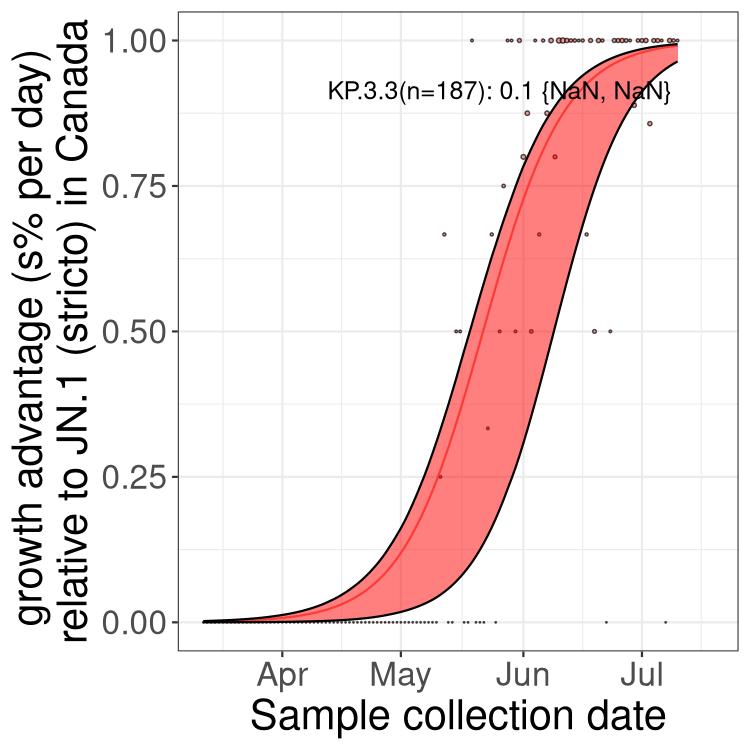 growth advantage (s% per day)
relative to JN.1 (stricto) in Canada
1.00
0.75
0.50
0.25
0.00
KP.3.3(n=187): 0.1 {NaN, NaN}
Apr May Jun Jul
Sample collection date